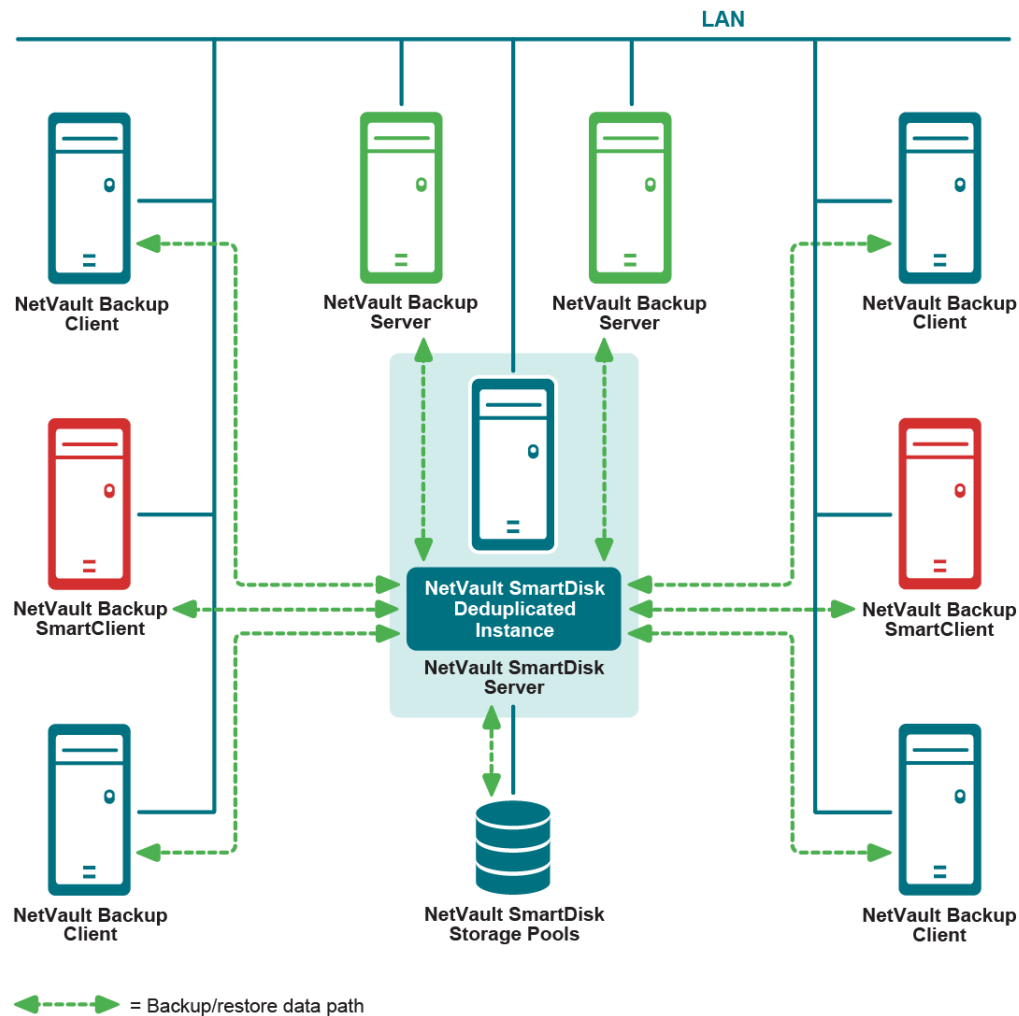 LAN
NetVault Backup
Client
NetVault Backup
Server
NetVault Backup
Server
NetVault Backup
Client
NetVault SmartDisk
Deduplicated
Instance
NetVault Backup
SmartClient
NetVault Backup
SmartClient
NetVault SmartDisk
Server
NetVault Backup
Client
NetVault SmartDisk
Storage Pools
NetVault Backup
Client
= Backup/restore data path